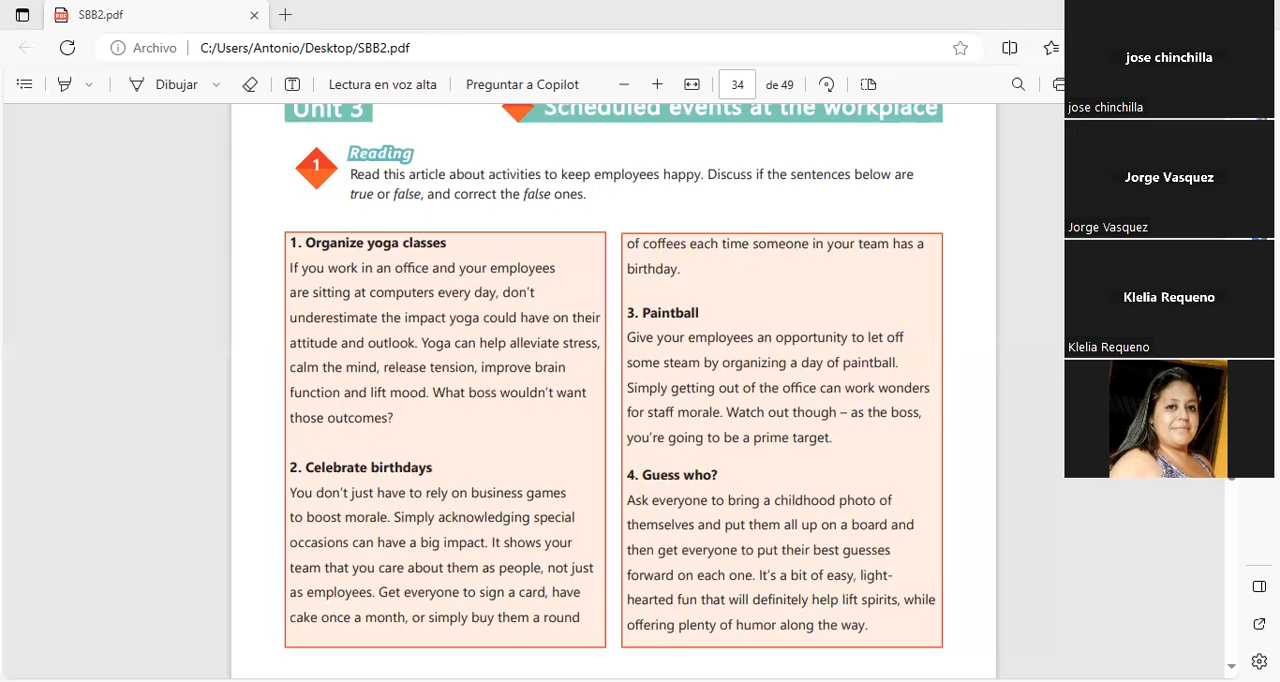 SBB2.pdf
Archivo
C:/Users/Antonio/Desktop/SBB2.pdf
Dibujar
Lectura en voz alta
Preguntar a Copilot
34
de 49
Unit 3
Scheduled events at the workplace
1
Reading
Read this article about activities to keep employees happy. Discuss if the sentences below are
true or false, and correct the false ones.
1. Organize yoga classes
If you work in an office and your employees
are sitting at computers every day, don't
underestimate the impact yoga could have on their
attitude and outlook. Yoga can help alleviate stress,
calm the mind, release tension, improve brain
function and lift mood. What boss wouldn't want
those outcomes?
2. Celebrate birthdays
You don't just have to rely on business games
to boost morale. Simply acknowledging special
occasions can have a big impact. It shows your
team that you care about them as people, not just
as employees. Get everyone to sign a card, have
cake once a month, or simply buy them a round
of coffees each time someone in your team has a
birthday.
3. Paintball
Give your employees an opportunity to let off
some steam by organizing a day of paintball.
Simply getting out of the office can work wonders
for staff morale. Watch out though – as the boss,
you're going to be a prime target.
4. Guess who?
Ask everyone to bring a childhood photo of
themselves and put them all up on a board and
then get everyone to put their best guesses
forward on each one. It's a bit of easy, light-
hearted fun that will definitely help lift spirits, while
offering plenty of humor along the way.
jose chinchilla
jose chinchilla
Jorge Vasquez
Jorge Vasquez
Klelia Requeno
Klelia Requeno